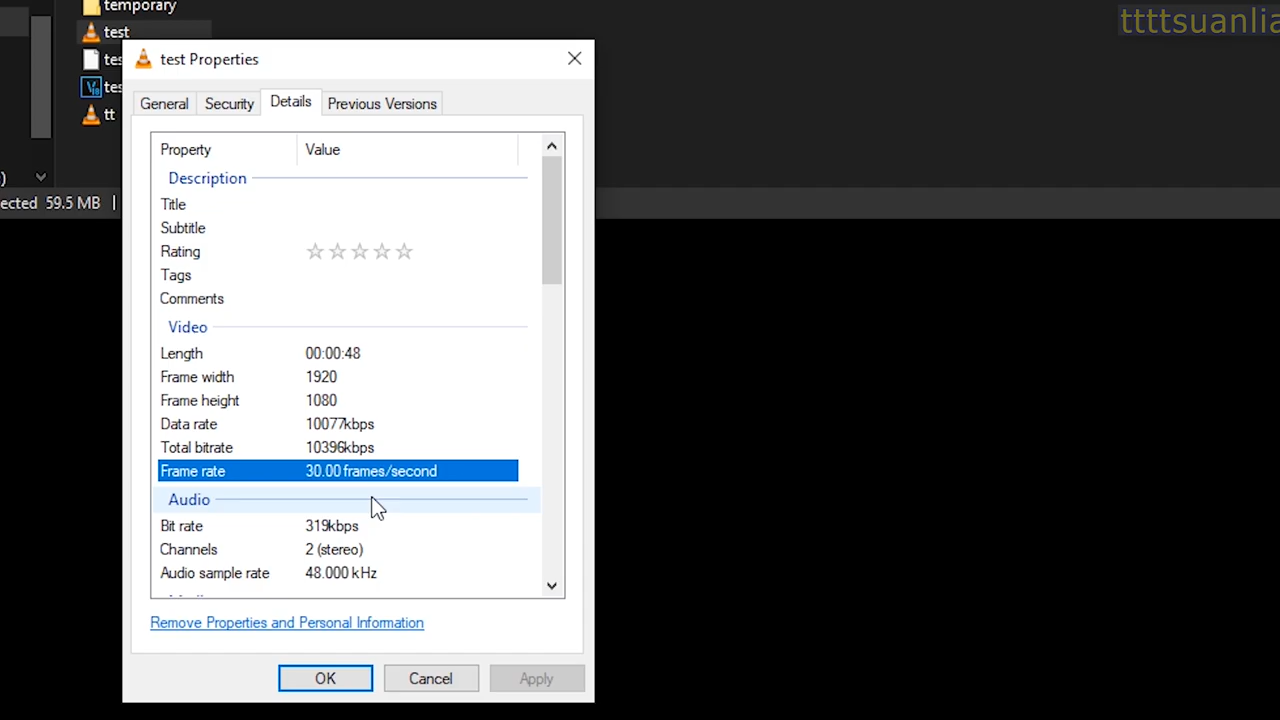 temporary
ttttsuanlia
test
test Properties
tes
tes
tt
General
Security
Details
Previous Versions
Property
Value
Description
Title
Subtitle
Rating
Tags
Comments
Video
Length 00:00:48
Frame width 1920
Frame height 1080
Data rate 10077kbps
Total bitrate 10396kbps
Frame rate 30.00 frames/second
Audio
Bit rate 319kbps
Channels 2 (stereo)
Audio sample rate 48.000 kHz
ected 59.5 MB
Remove Properties and Personal Information
OK
Cancel
Apply